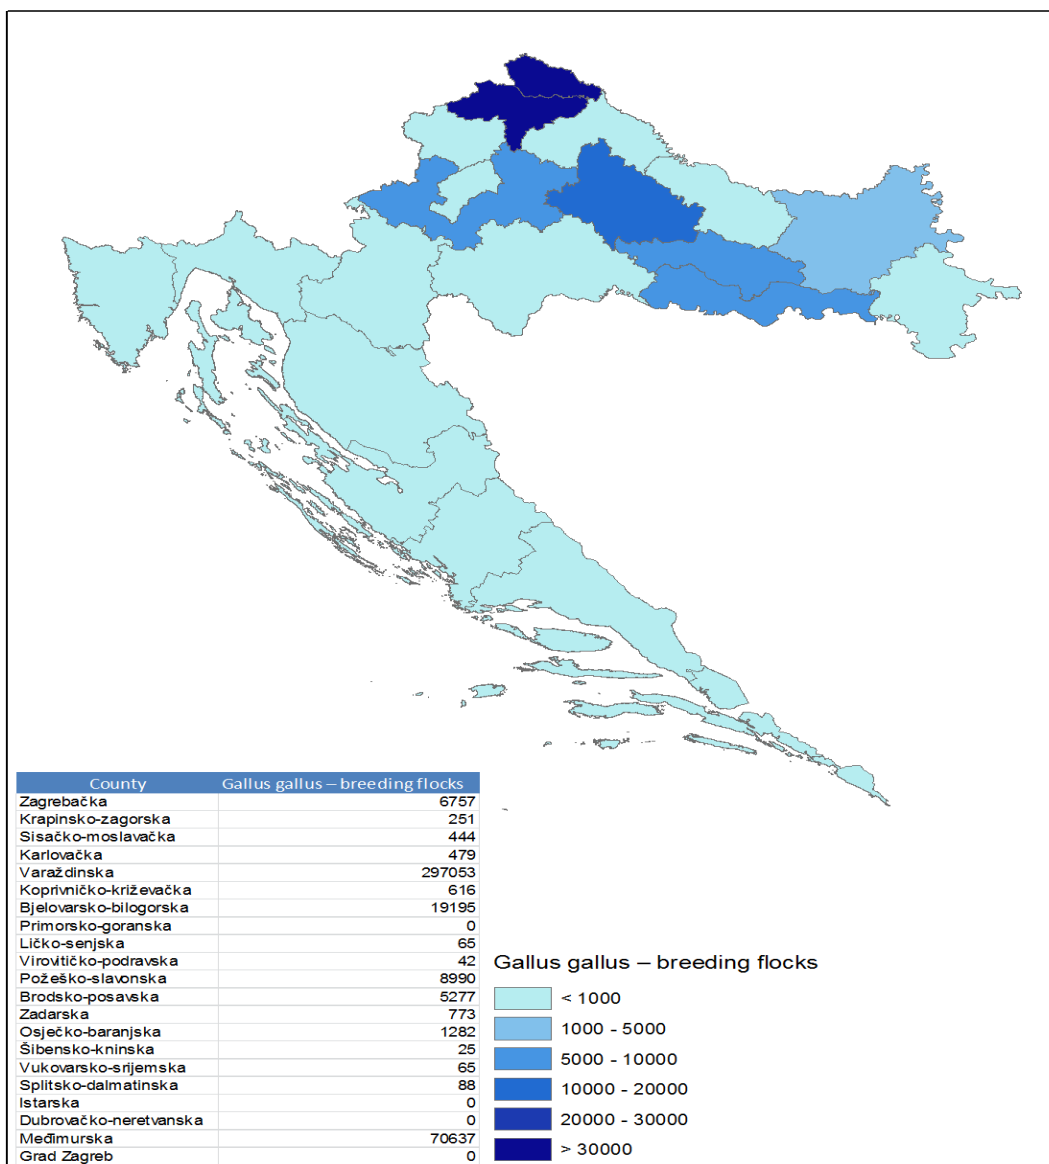 County Gallus gallus – breeding flocks
Zagrebačka 6757
Krapinsko-zagorska 251
Sisačko-moslavačka 444
Karlovačka 479
Varaždinska 297053
Koprivničko-križevačka 616
Bjelovarsko-bilogorska 19195
Primorsko-goranska 0
Ličko-senjska 65
Virovitičko-podravska 42
Požeško-slavonska 8990
Brodsko-posavska 5277
Zadarska 773
Osječko-baranjska 1282
Šibensko-kninska 25
Vukovarsko-srijemska 65
Splitsko-dalmatinska 88
Istarska 0
Dubrovačko-neretvanska 0
Međimurska 70637
Grad Zagreb 0
Gallus gallus – breeding flocks
< 1000
1000 - 5000
5000 - 10000
10000 - 20000
20000 - 30000
> 30000